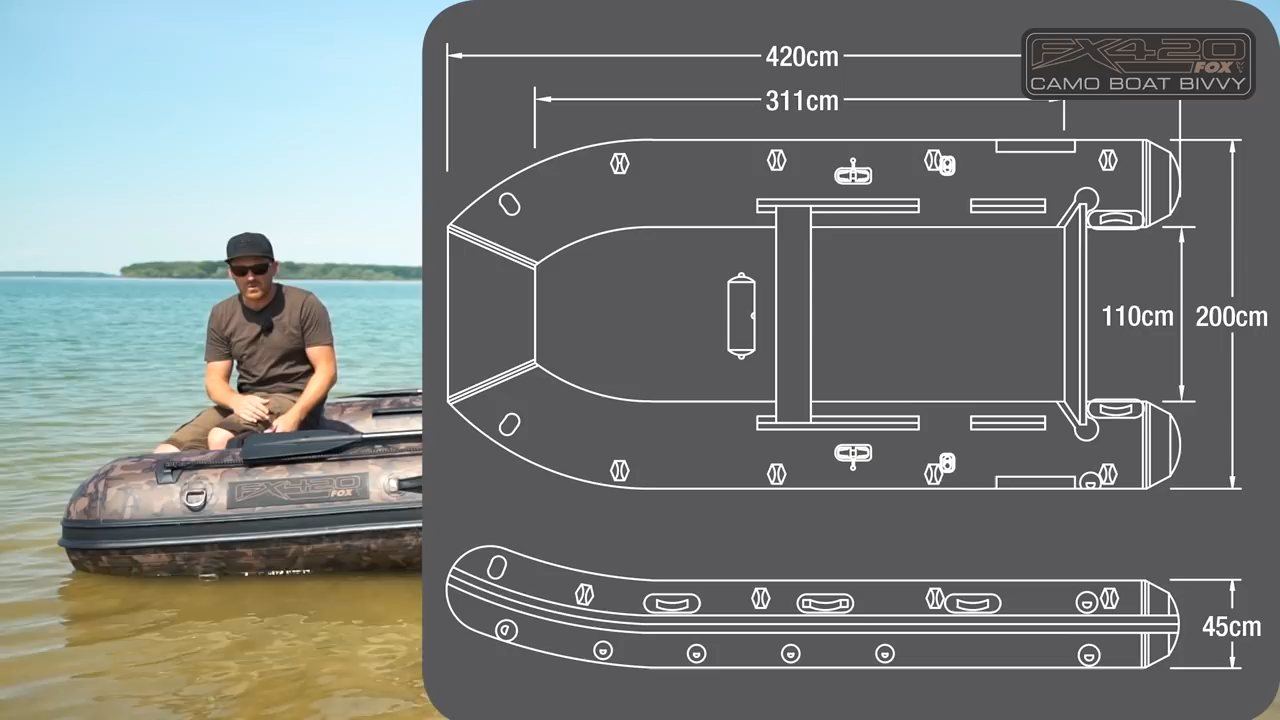 420cm
311cm
FX420
FOX
CAMO BOAT BIVVY
110cm
200cm
45cm
FX420
FOX